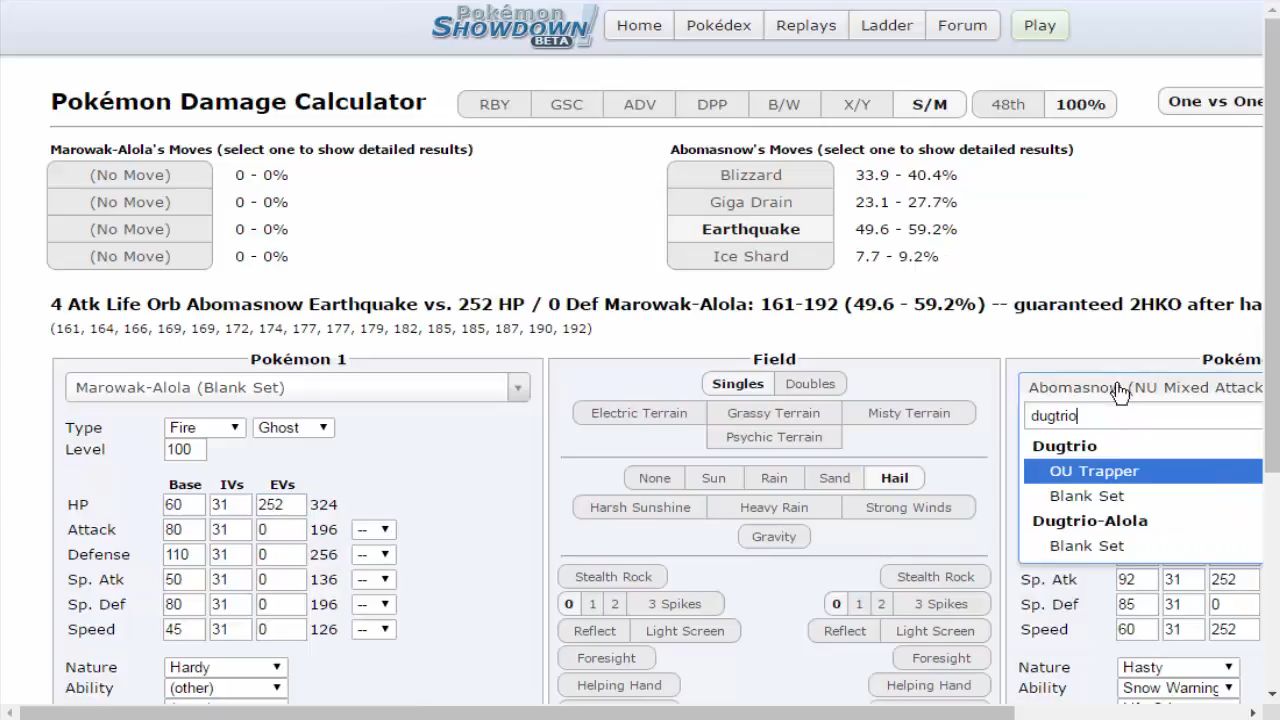 Pokémon
SHOWDOWN
BETA
Home
Pokédex
Replays
Ladder
Forum
Play
Pokémon Damage Calculator
RBY
GSC
ADV
DPP
B/W
X/Y
S/M
48th
100%
One vs One
Marowak-Alola's Moves (select one to show detailed results)
(No Move) 0 - 0%
(No Move) 0 - 0%
(No Move) 0 - 0%
(No Move) 0 - 0%
Abomasnow's Moves (select one to show detailed results)
Blizzard 33.9 - 40.4%
Giga Drain 23.1 - 27.7%
Earthquake 49.6 - 59.2%
Ice Shard 7.7 - 9.2%
4 Atk Life Orb Abomasnow Earthquake vs. 252 HP / 0 Def Marowak-Alola: 161-192 (49.6 - 59.2%) -- guaranteed 2HKO after ha
(161, 164, 166, 169, 169, 172, 174, 177, 177, 179, 182, 185, 185, 187, 190, 192)
Pokémon 1
Marowak-Alola (Blank Set)
Type Fire Ghost
Level 100
Base IVs EVs
HP 60 31 252 324
Attack 80 31 0 196 --
Defense 110 31 0 256 --
Sp. Atk 50 31 0 136 --
Sp. Def 80 31 0 196 --
Speed 45 31 0 126 --
Nature Hardy
Ability (other)
Field
Singles Doubles
Electric Terrain Grassy Terrain Misty Terrain
Psychic Terrain
None Sun Rain Sand Hail
Harsh Sunshine Heavy Rain Strong Winds
Gravity
Stealth Rock Stealth Rock
0 1 2 3 Spikes 0 1 2 3 Spikes
Reflect Light Screen Reflect Light Screen
Foresight Foresight
Helping Hand Helping Hand
Pokém
Abomasnow (NU Mixed Attack
dugtrio
Dugtrio
OU Trapper
Blank Set
Dugtrio-Alola
Blank Set
Sp. Atk 92 31 252
Sp. Def 85 31 0
Speed 60 31 252
Nature Hasty
Ability Snow Warning